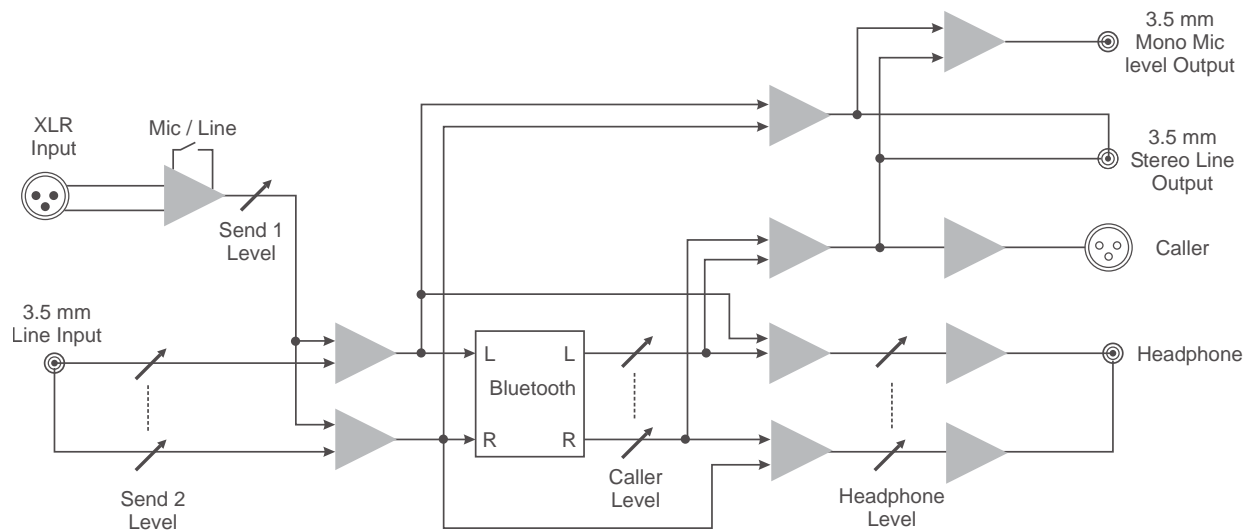 3.5 mm
Mono Mic
level Output
XLR
Input
Mic / Line
3.5 mm
Stereo Line
Output
Send 1
Level
Caller
3.5 mm
Line Input
L
L
Bluetooth
R
R
Headphone
Caller
Level
Send 2
Level
Headphone
Level